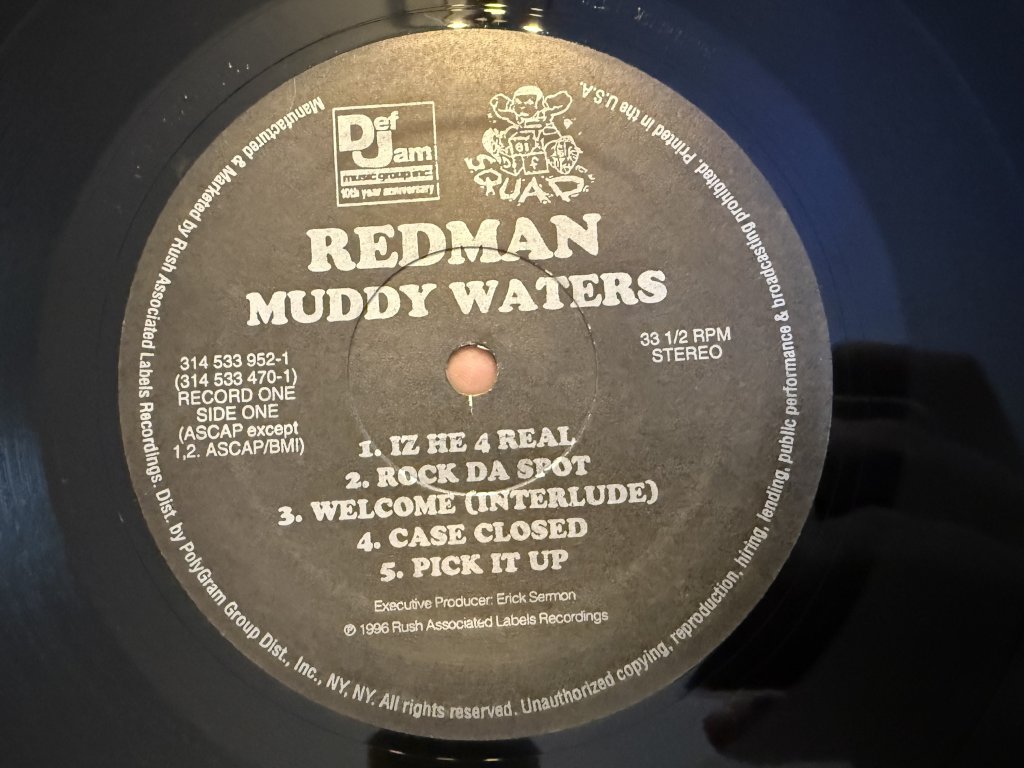 Def
Jam
music group inc.
10th year anniversary
SQUAD
REDMAN
MUDDY WATERS
314 533 952-1
(314 533 470-1)
RECORD ONE
SIDE ONE
(ASCAP except
1,2. ASCAP/BMI)
33 1/2 RPM
STEREO
1. IZ HE 4 REAL
2. ROCK DA SPOT
3. WELCOME (INTERLUDE)
4. CASE CLOSED
5. PICK IT UP
Executive Producer: Erick Sermon
℗ 1996 Rush Associated Labels Recordings
Manufactured & Marketed by Rush Associated Labels Recordings. Dist. by PolyGram Group Dist., Inc., NY, NY. All rights reserved. Unauthorized copying, reproduction, hiring, lending, public performance & broadcasting prohibited. Printed in the U.S.A.